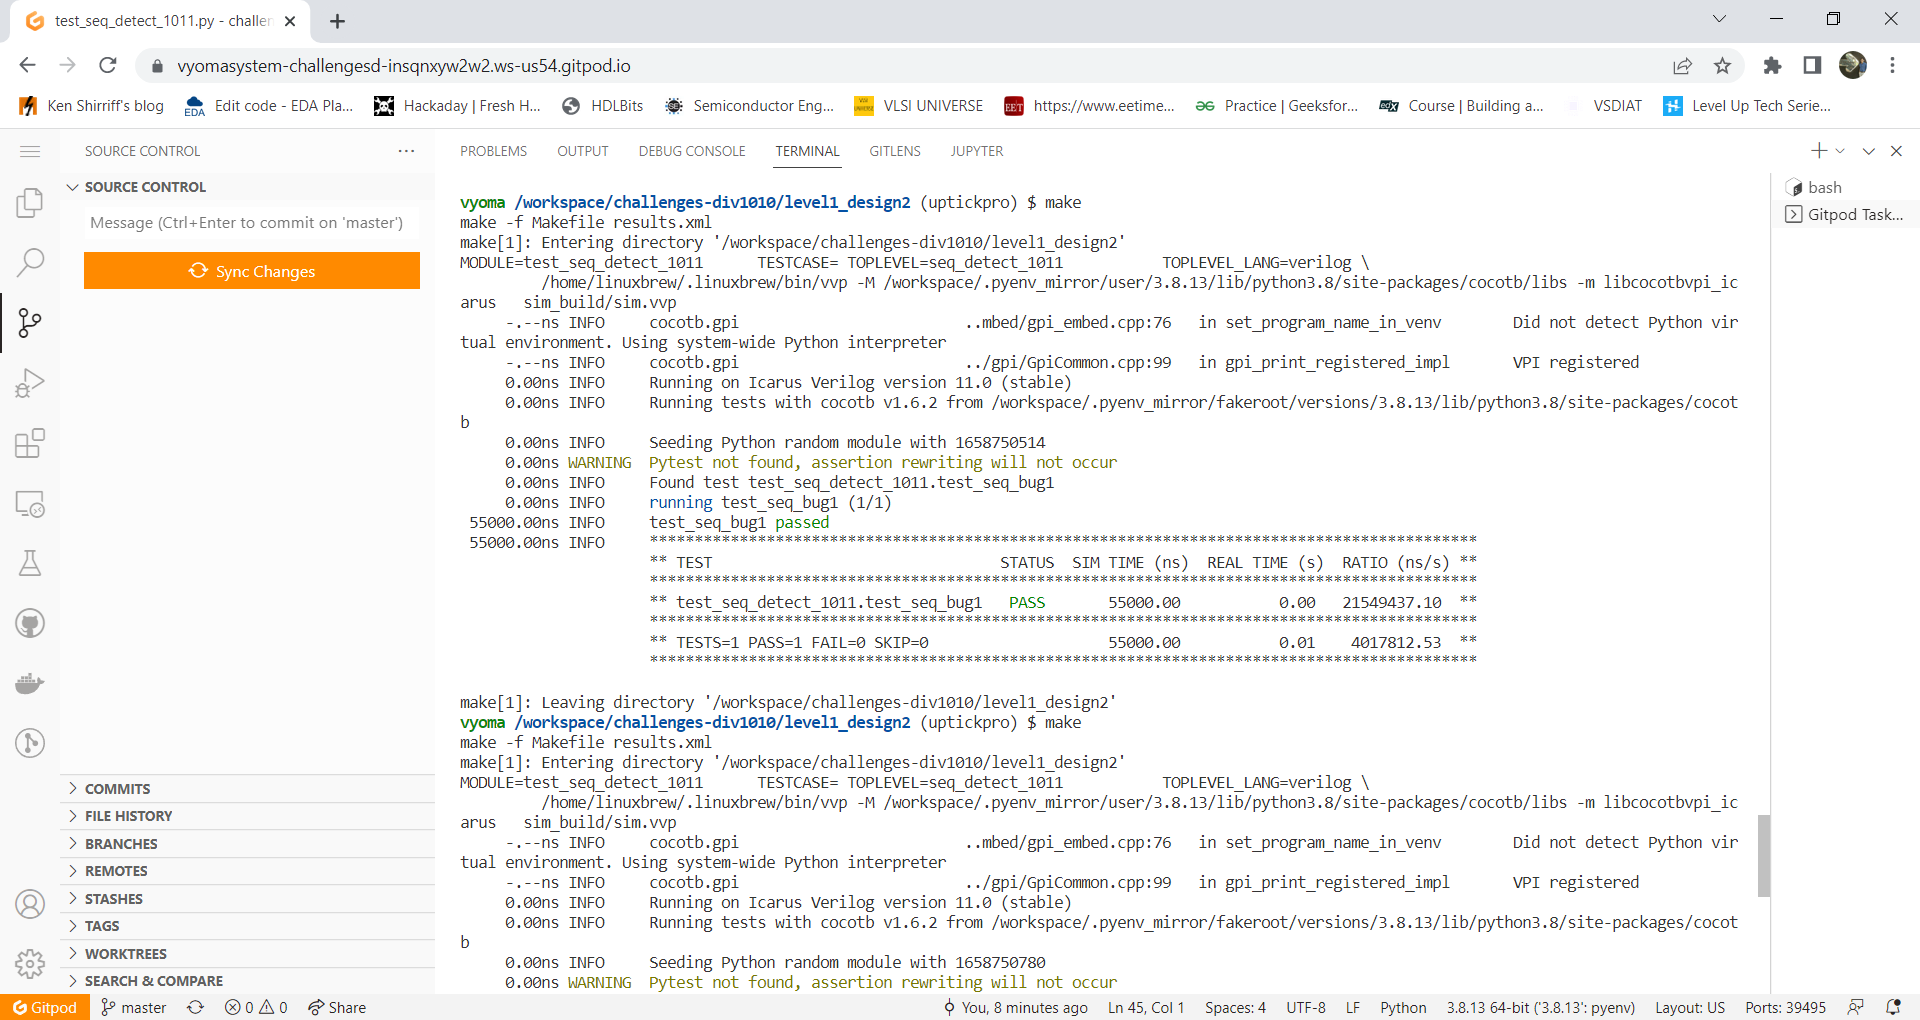 test_seq_detect_1011.py - challen
vyomasystem-challengesd-insqnxyw2w2.ws-us54.gitpod.io
Ken Shirriff's blog
EDA
Edit code - EDA Pla...
Hackaday | Fresh H...
HDLBits
Semiconductor Eng...
VLSI UNIVERSE
EET
https://www.eetime...
Practice | Geeksfor...
edX
Course | Building a...
VSDIAT
Level Up Tech Serie...
SOURCE CONTROL
SOURCE CONTROL
Message (Ctrl+Enter to commit on 'master')
Sync Changes
COMMITS
FILE HISTORY
BRANCHES
REMOTES
STASHES
TAGS
WORKTREES
SEARCH & COMPARE
PROBLEMS OUTPUT DEBUG CONSOLE TERMINAL GITLENS JUPYTER
vyoma /workspace/challenges-div1010/level1_design2 (uptickpro) $ make
make -f Makefile results.xml
make[1]: Entering directory '/workspace/challenges-div1010/level1_design2'
MODULE=test_seq_detect_1011 TESTCASE= TOPLEVEL=seq_detect_1011 TOPLEVEL_LANG=verilog \
/home/linuxbrew/.linuxbrew/bin/vvp -M /workspace/.pyenv_mirror/user/3.8.13/lib/python3.8/site-packages/cocotb/libs -m libcocotbvpi_ic
arus sim_build/sim.vvp
-.--ns INFO cocotb.gpi ..mbed/gpi_embed.cpp:76 in set_program_name_in_venv Did not detect Python vir
tual environment. Using system-wide Python interpreter
-.--ns INFO cocotb.gpi ../gpi/GpiCommon.cpp:99 in gpi_print_registered_impl VPI registered
0.00ns INFO Running on Icarus Verilog version 11.0 (stable)
0.00ns INFO Running tests with cocotb v1.6.2 from /workspace/.pyenv_mirror/fakeroot/versions/3.8.13/lib/python3.8/site-packages/cocot
b
0.00ns INFO Seeding Python random module with 1658750514
0.00ns WARNING Pytest not found, assertion rewriting will not occur
0.00ns INFO Found test test_seq_detect_1011.test_seq_bug1
0.00ns INFO running test_seq_bug1 (1/1)
55000.00ns INFO test_seq_bug1 passed
55000.00ns INFO ********************************************************************************************
** TEST STATUS SIM TIME (ns) REAL TIME (s) RATIO (ns/s) **
********************************************************************************************
** test_seq_detect_1011.test_seq_bug1 PASS 55000.00 0.00 21549437.10 **
********************************************************************************************
** TESTS=1 PASS=1 FAIL=0 SKIP=0 55000.00 0.01 4017812.53 **
********************************************************************************************
make[1]: Leaving directory '/workspace/challenges-div1010/level1_design2'
vyoma /workspace/challenges-div1010/level1_design2 (uptickpro) $ make
make -f Makefile results.xml
make[1]: Entering directory '/workspace/challenges-div1010/level1_design2'
MODULE=test_seq_detect_1011 TESTCASE= TOPLEVEL=seq_detect_1011 TOPLEVEL_LANG=verilog \
/home/linuxbrew/.linuxbrew/bin/vvp -M /workspace/.pyenv_mirror/user/3.8.13/lib/python3.8/site-packages/cocotb/libs -m libcocotbvpi_ic
arus sim_build/sim.vvp
-.--ns INFO cocotb.gpi ..mbed/gpi_embed.cpp:76 in set_program_name_in_venv Did not detect Python vir
tual environment. Using system-wide Python interpreter
-.--ns INFO cocotb.gpi ../gpi/GpiCommon.cpp:99 in gpi_print_registered_impl VPI registered
0.00ns INFO Running on Icarus Verilog version 11.0 (stable)
0.00ns INFO Running tests with cocotb v1.6.2 from /workspace/.pyenv_mirror/fakeroot/versions/3.8.13/lib/python3.8/site-packages/cocot
b
0.00ns INFO Seeding Python random module with 1658750780
0.00ns WARNING Pytest not found, assertion rewriting will not occur
bash
Gitpod Task...
Gitpod master 0 0 Share You, 8 minutes ago Ln 45, Col 1 Spaces: 4 UTF-8 LF Python 3.8.13 64-bit ('3.8.13': pyenv) Layout: US Ports: 39495